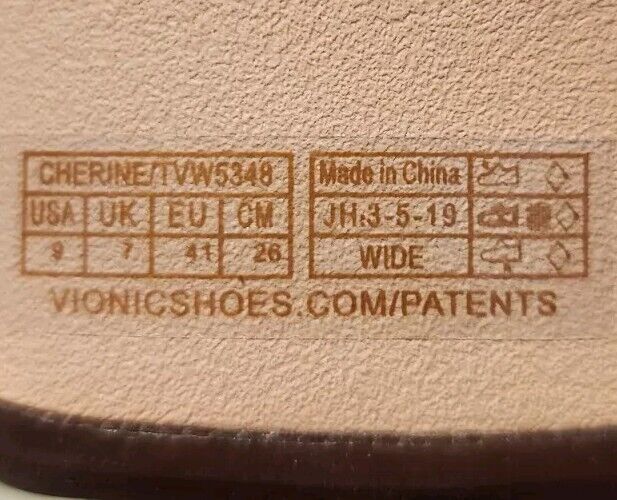 CHERINE/TVW5348
USA UK EU CM
9 7 41 26
Made in China
JH:3-5-19
WIDE
VIONICSHOES.COM/PATENTS